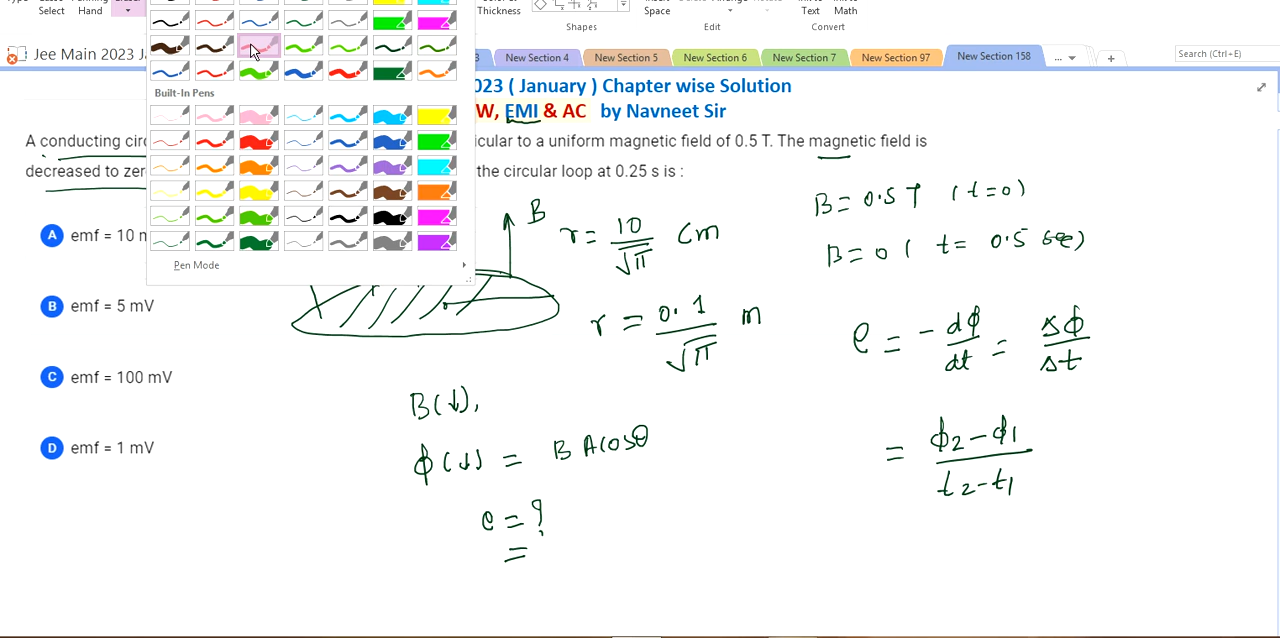 Select
Hand
Thickness
Space
Text
Math
Shapes
Edit
Convert
Jee Main 2023 J
3
New Section 4
New Section 5
New Section 6
New Section 7
New Section 97
New Section 158
...
+
Search (Ctrl+E)
Built-In Pens
Pen Mode
023 ( January ) Chapter wise Solution
W, EMI & AC by Navneet Sir
A conducting circ
cular to a uniform magnetic field of 0.5 T. The magnetic field is
decreased to zer
the circular loop at 0.25 s is :
A emf = 10 m
B emf = 5 mV
C emf = 100 mV
D emf = 1 mV
B
r = 10/√π cm
r = 0.1/√π m
B(↓),
ϕ(↓) = B A cosθ
e = ?
=
B = 0.5 T (t=0)
B = 0 ( t = 0.5 sec)
e = - dϕ/dt = Δϕ/Δt
= ϕ2-ϕ1/t2-t1